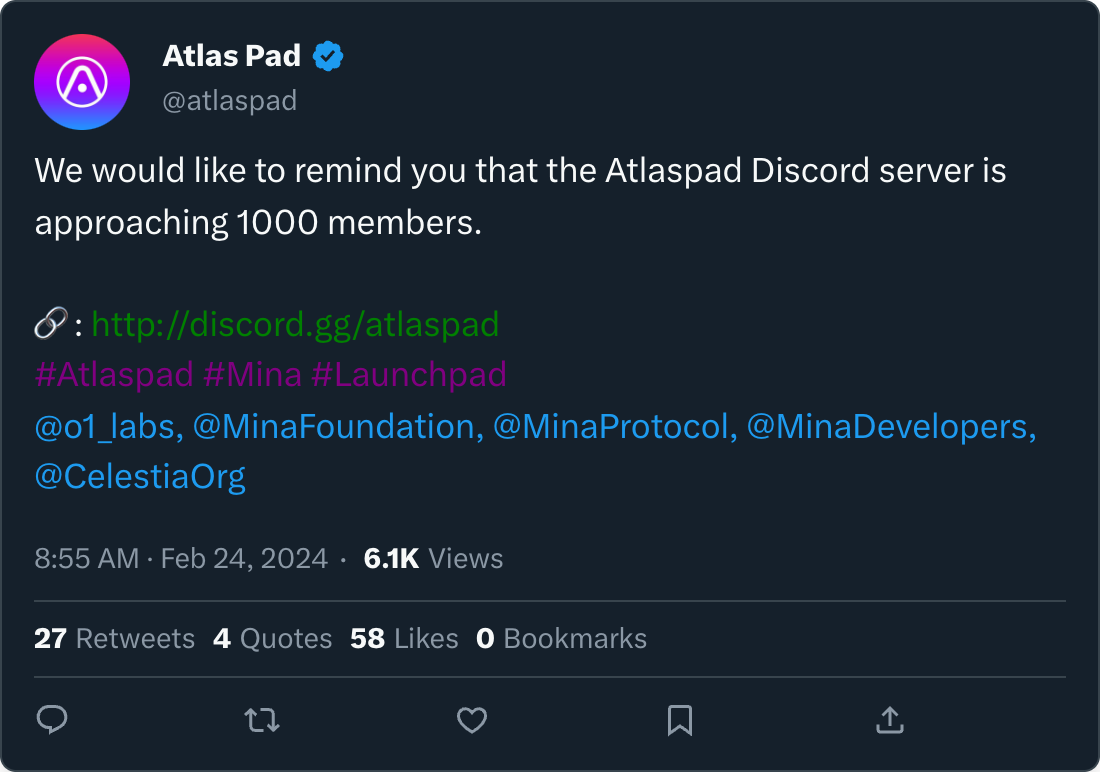 Atlas Pad
@atlaspad
We would like to remind you that the Atlaspad Discord server is
approaching 1000 members.
🔗 : http://discord.gg/atlaspad
#Atlaspad #Mina #Launchpad
@o1_labs, @MinaFoundation, @MinaProtocol, @MinaDevelopers,
@CelestiaOrg
8:55 AM · Feb 24, 2024 · 6.1K Views
27 Retweets 4 Quotes 58 Likes 0 Bookmarks